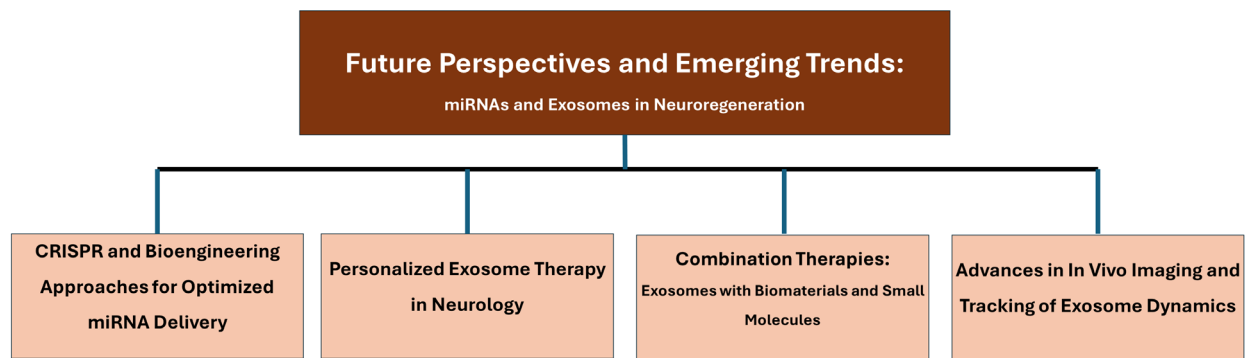 Future Perspectives and Emerging Trends:
miRNAs and Exosomes in Neuroregeneration
CRISPR and Bioengineering
Approaches for Optimized
miRNA Delivery
Personalized Exosome Therapy
in Neurology
Combination Therapies:
Exosomes with Biomaterials and Small
Molecules
Advances in In Vivo Imaging and
Tracking of Exosome Dynamics